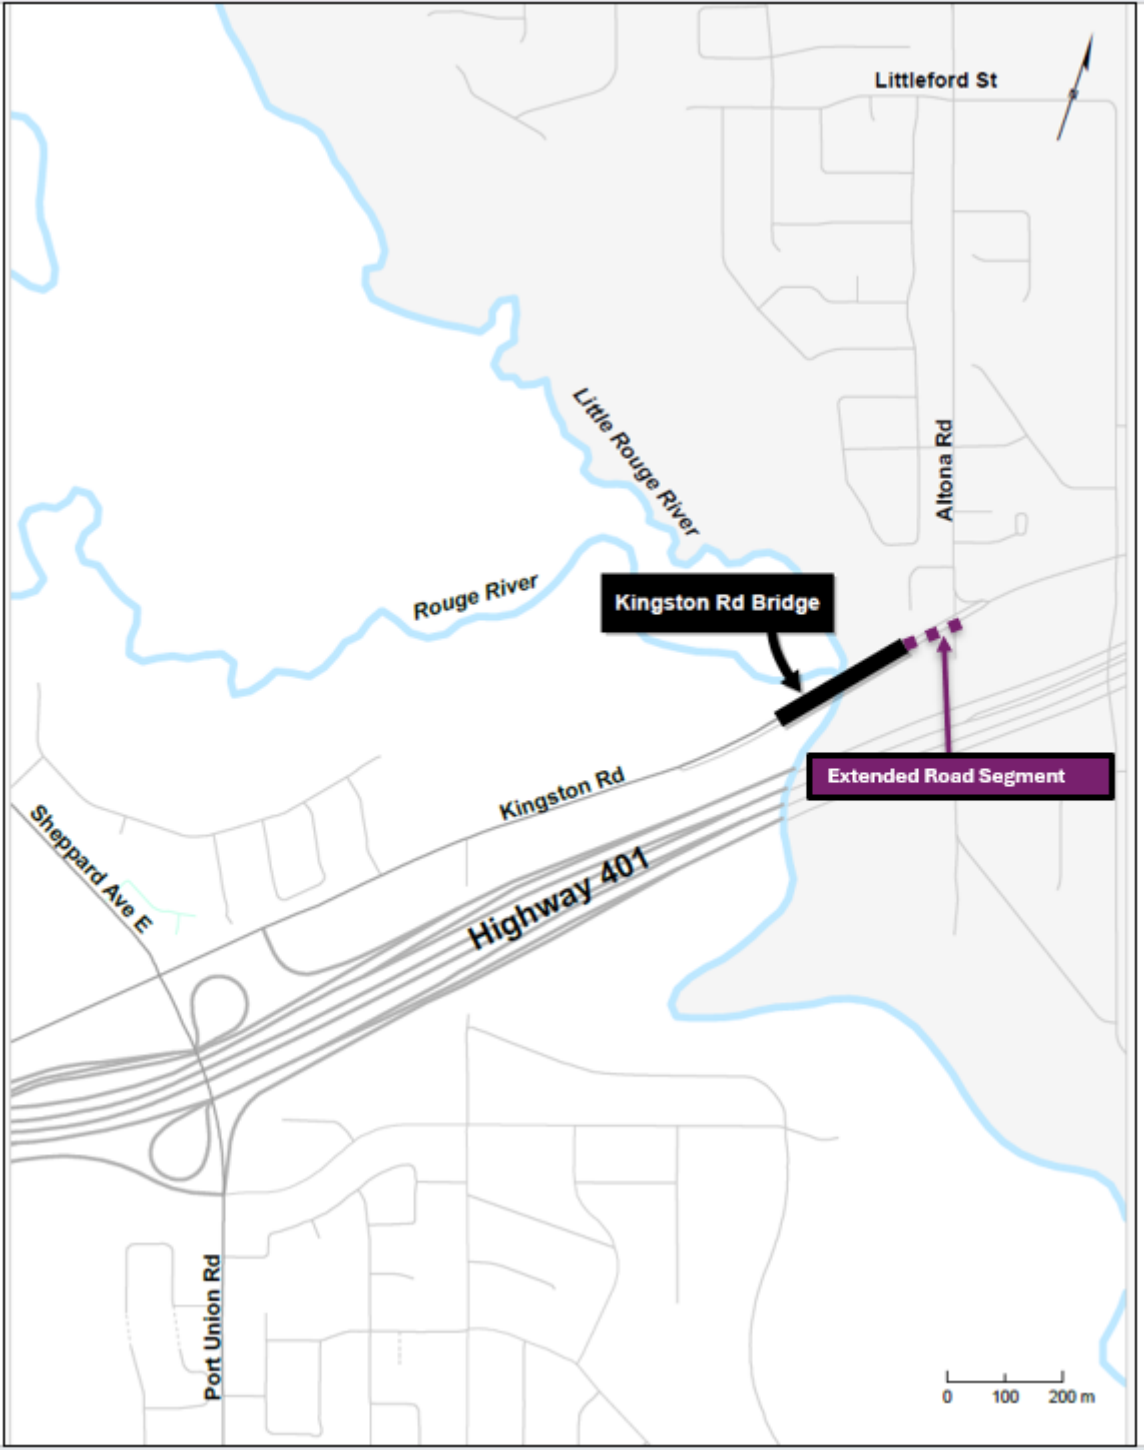 Littleford St
Little Rouge River
Altona Rd
Rouge River
Kingston Rd Bridge
Extended Road Segment
Kingston Rd
Sheppard Ave E
Highway 401
Port Union Rd
0 100 200 m